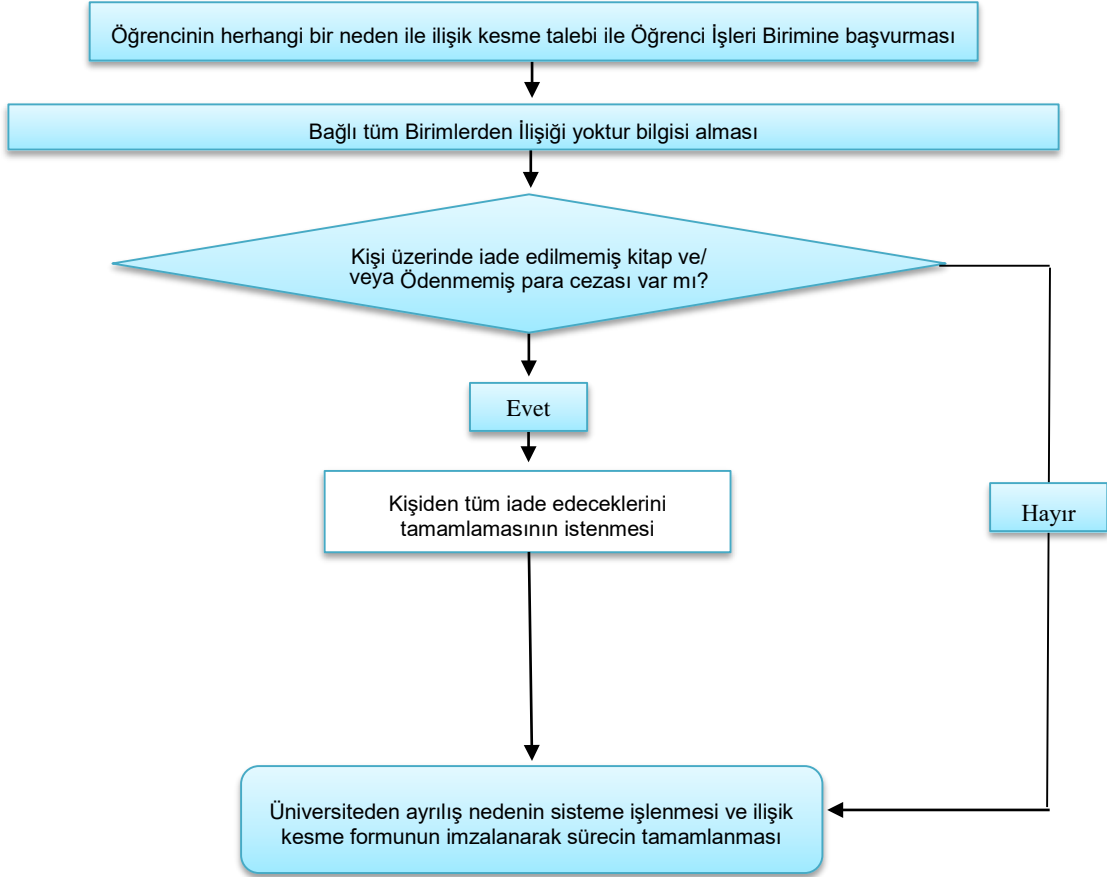 Öğrencinin herhangi bir neden ile ilişik kesme talebi ile Öğrenci İşleri Birimine başvurması
Bağlı tüm Birimlerden İlişiği yoktur bilgisi alması
Kişi üzerinde iade edilmemiş kitap ve/
veya Ödenmemiş para cezası var mı?
Evet
Kişiden tüm iade edeceklerini
tamamlamasının istenmesi
Hayır
Üniversiteden ayrılış nedenin sisteme işlenmesi ve ilişik
kesme formunun imzalanarak sürecin tamamlanması